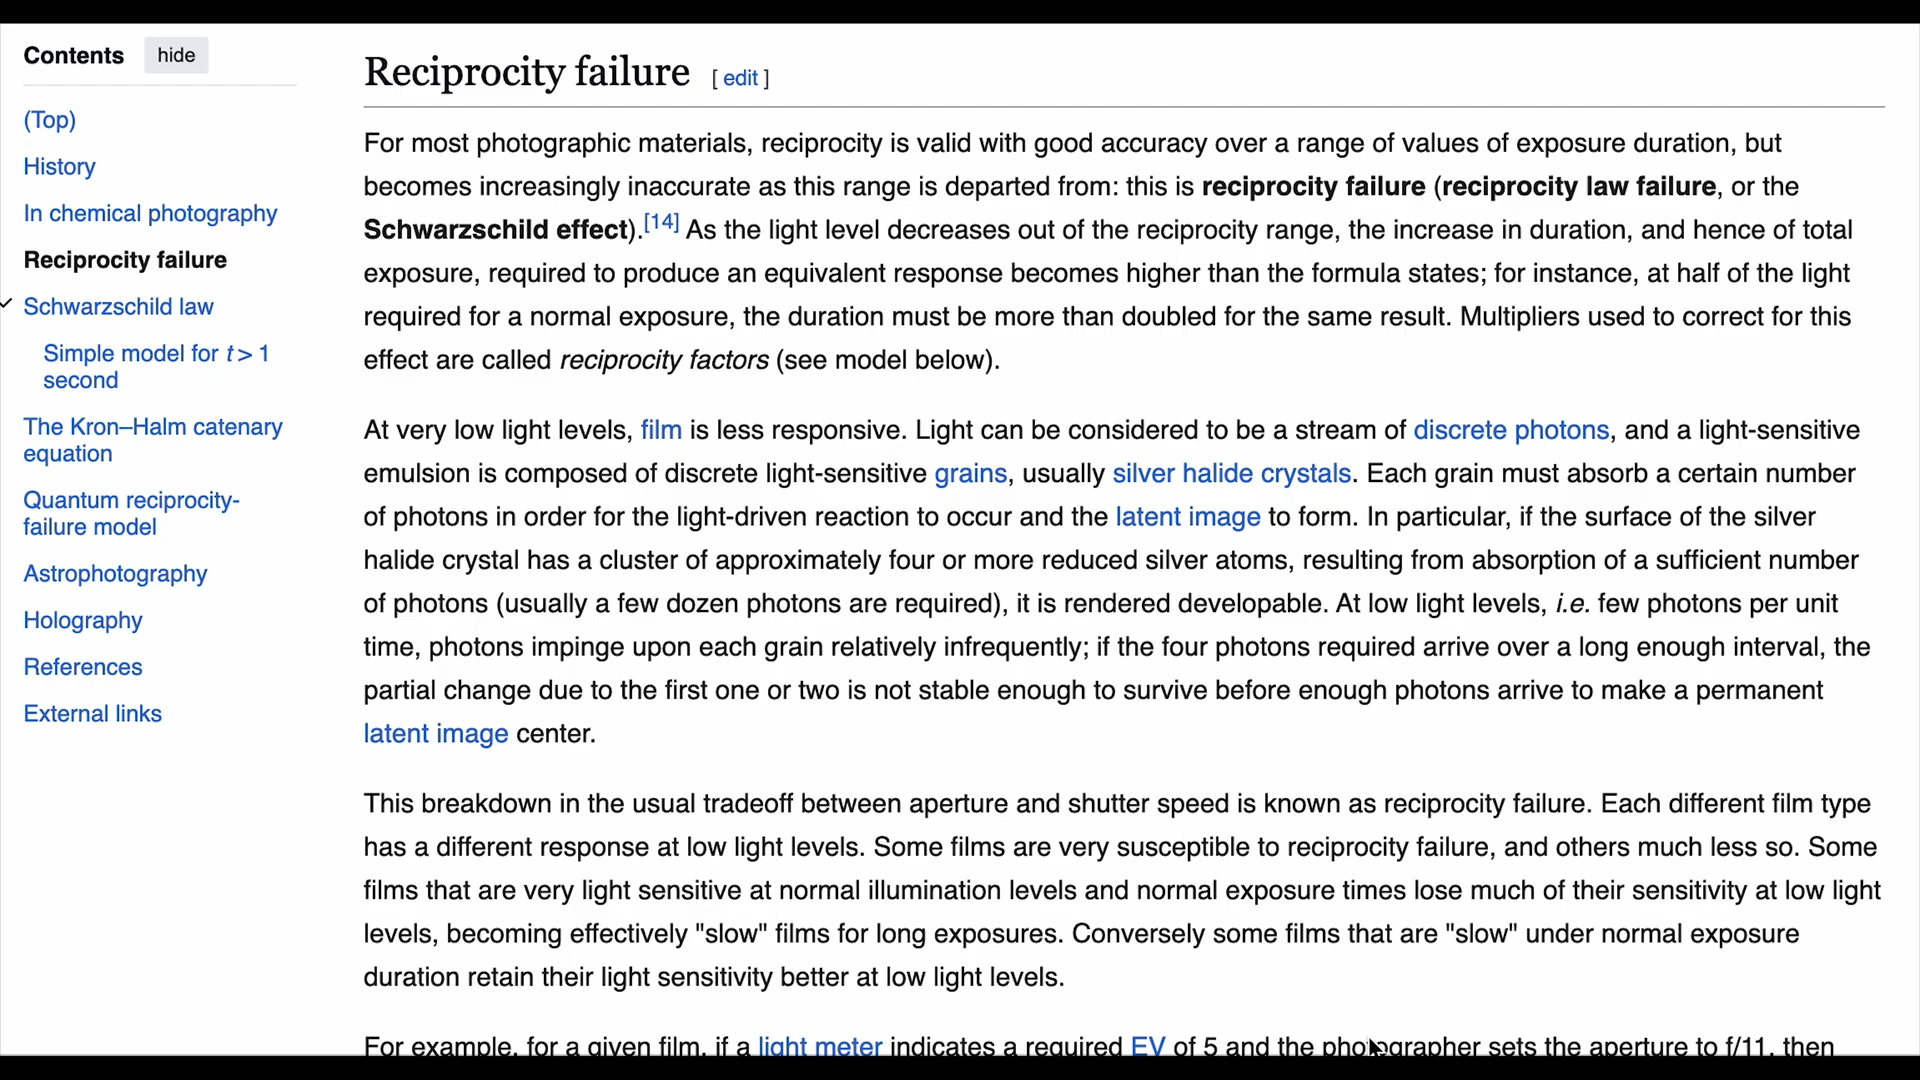 Contents hide
(Top)
History
In chemical photography
Reciprocity failure
Schwarzschild law
Simple model for t > 1
second
The Kron–Halm catenary
equation
Quantum reciprocity-
failure model
Astrophotography
Holography
References
External links
Reciprocity failure [ edit ]
For most photographic materials, reciprocity is valid with good accuracy over a range of values of exposure duration, but
becomes increasingly inaccurate as this range is departed from: this is reciprocity failure (reciprocity law failure, or the
Schwarzschild effect).[14] As the light level decreases out of the reciprocity range, the increase in duration, and hence of total
exposure, required to produce an equivalent response becomes higher than the formula states; for instance, at half of the light
required for a normal exposure, the duration must be more than doubled for the same result. Multipliers used to correct for this
effect are called reciprocity factors (see model below).
At very low light levels, film is less responsive. Light can be considered to be a stream of discrete photons, and a light-sensitive
emulsion is composed of discrete light-sensitive grains, usually silver halide crystals. Each grain must absorb a certain number
of photons in order for the light-driven reaction to occur and the latent image to form. In particular, if the surface of the silver
halide crystal has a cluster of approximately four or more reduced silver atoms, resulting from absorption of a sufficient number
of photons (usually a few dozen photons are required), it is rendered developable. At low light levels, i.e. few photons per unit
time, photons impinge upon each grain relatively infrequently; if the four photons required arrive over a long enough interval, the
partial change due to the first one or two is not stable enough to survive before enough photons arrive to make a permanent
latent image center.
This breakdown in the usual tradeoff between aperture and shutter speed is known as reciprocity failure. Each different film type
has a different response at low light levels. Some films are very susceptible to reciprocity failure, and others much less so. Some
films that are very light sensitive at normal illumination levels and normal exposure times lose much of their sensitivity at low light
levels, becoming effectively "slow" films for long exposures. Conversely some films that are "slow" under normal exposure
duration retain their light sensitivity better at low light levels.
For example, for a given film, if a light meter indicates a required EV of 5 and the photographer sets the aperture to f/11, then